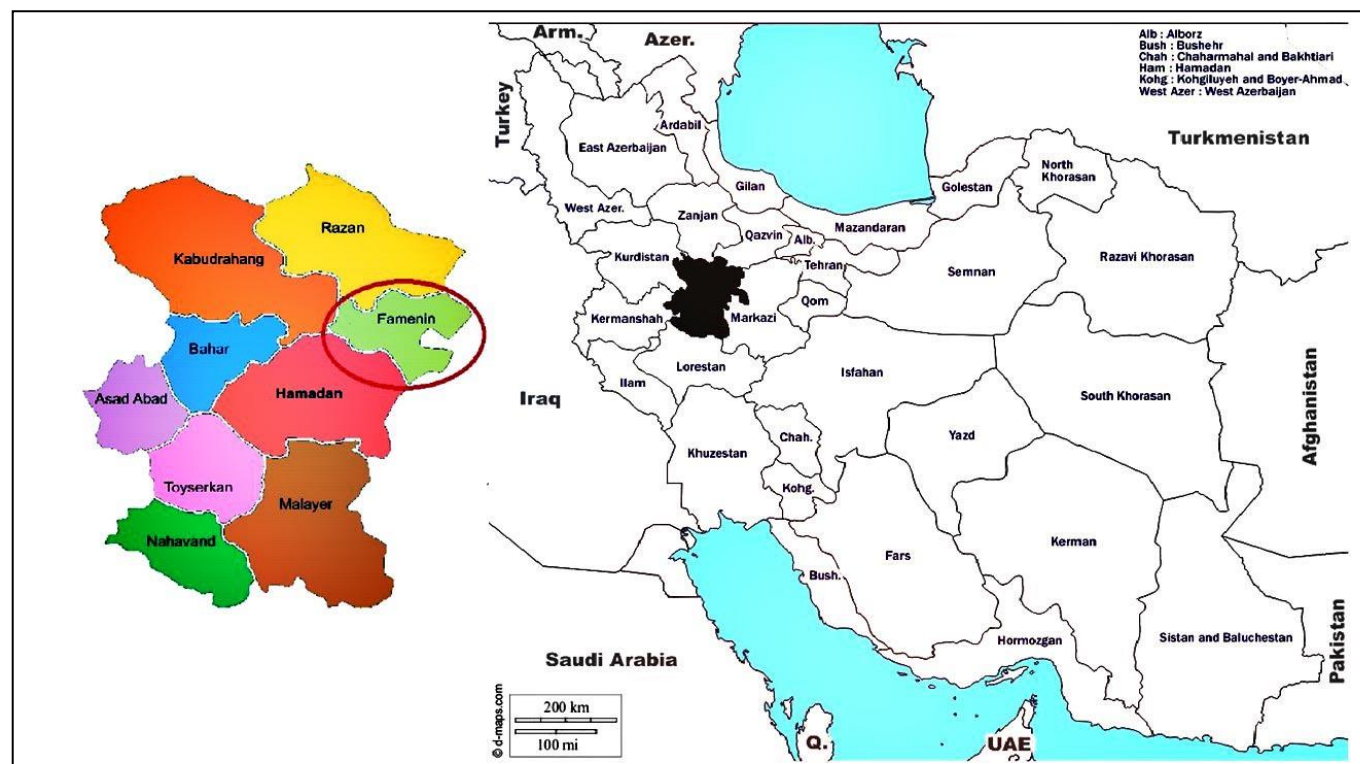 Razan
Kabudrahang
Famenin
Bahar
Asad Abad
Hamadan
Toyserkan
Malayer
Nahavand
Arm.
Azer.
Alb : Alborz
Bush : Bushehr
Chah : Chaharmahal and Bakhtiari
Ham : Hamadan
Kohg : Kohgiluyeh and Boyer-Ahmad
West Azer : West Azerbaijan
Turkey
Turkmenistan
Ardabil
East Azerbaijan
North
Khorasan
Gilan
Golestan
West Azer.
Zanjan
Mazandaran
Qazvin
Alb.
Kurdistan
Tehran
Semnan
Razavi Khorasan
Qom
Kermanshah
Markazi
Lorestan
Isfahan
Ilam
Iraq
South Khorasan
Afghanistan
Chah.
Yazd
Khuzestan
Kohg.
Fars
Kerman
Bush.
Hormozgan
Sistan and Baluchestan
Pakistan
Saudi Arabia
200 km
100 mi
© d-maps.com
Q.
UAE